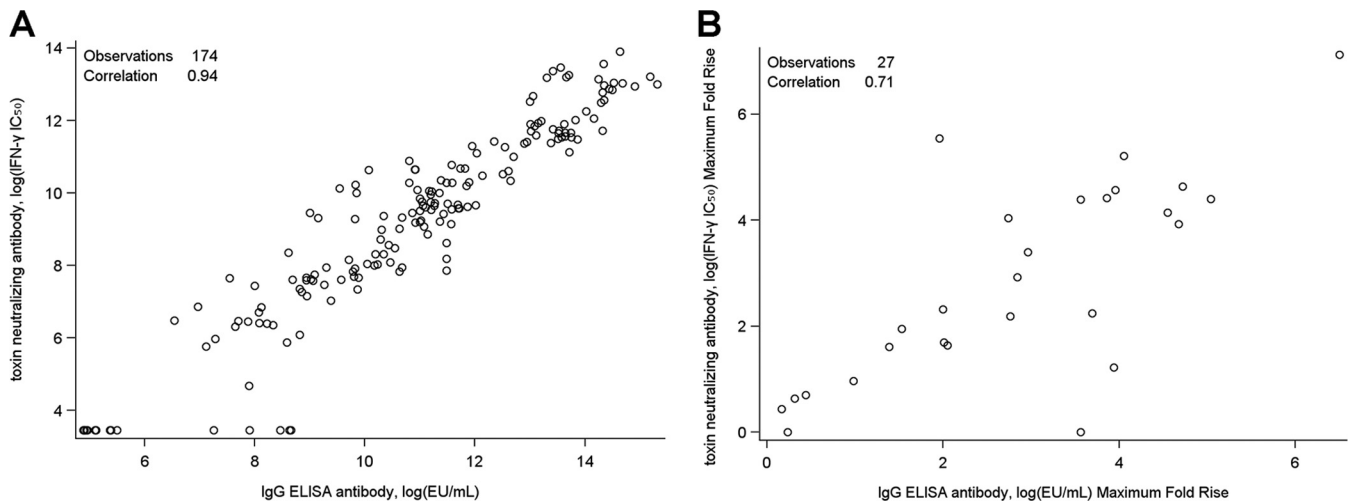 A
Observations 174
Correlation 0.94
toxin neutralizing antibody, log(IFN-γ IC₅₀)
14
12
10
8
6
4
6 8 10 12 14
IgG ELISA antibody, log(EU/mL)
B
Observations 27
Correlation 0.71
toxin neutralizing antibody, log(IFN-γ IC₅₀) Maximum Fold Rise
6
4
2
0
0 2 4 6
IgG ELISA antibody, log(EU/mL) Maximum Fold Rise